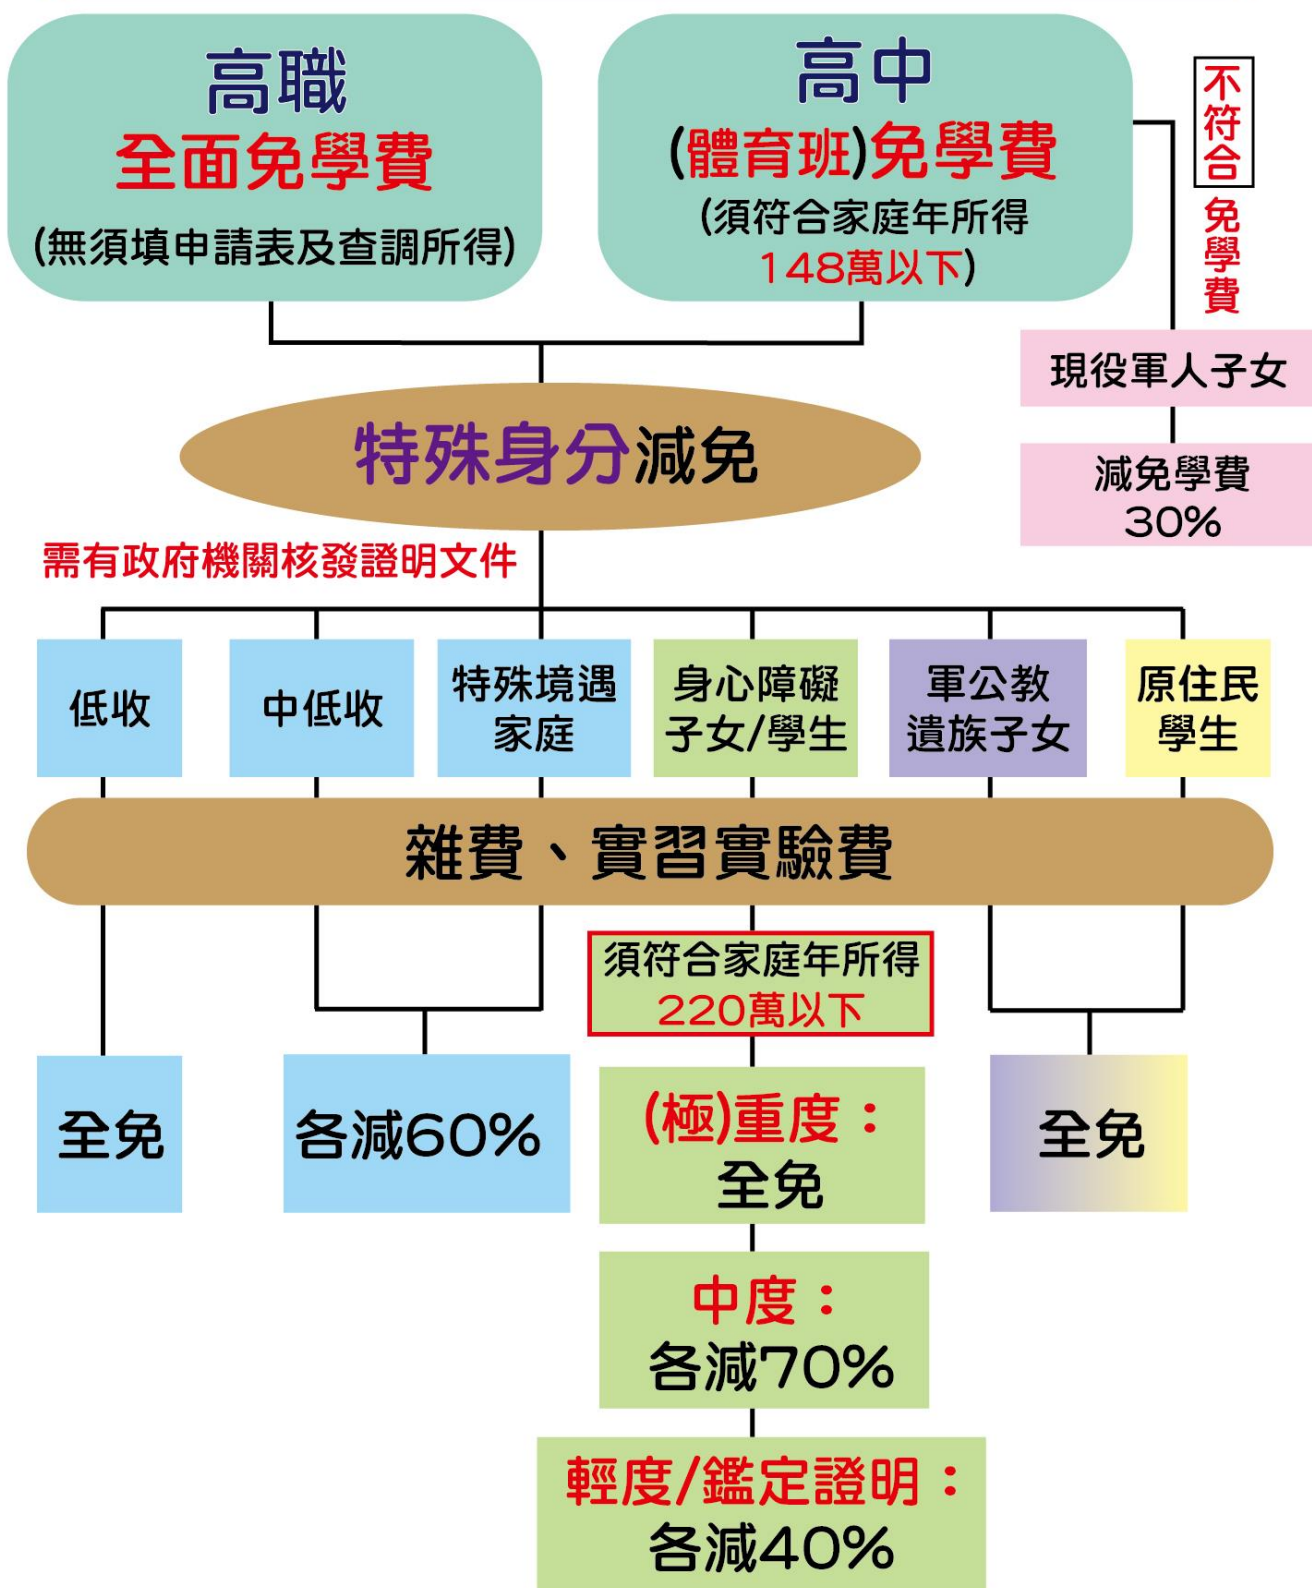 高職
全面免學費
(無須填申請表及查調所得)
高中
(體育班)免學費
(須符合家庭年所得
148萬以下)
不符合
免學費
現役軍人子女
減免學費
30%
特殊身分減免
需有政府機關核發證明文件
低收
中低收
特殊境遇
家庭
身心障礙
子女/學生
軍公教
遺族子女
原住民
學生
雜費、實習實驗費
全免
各減60%
須符合家庭年所得
220萬以下
(極)重度：
全免
中度：
各減70%
輕度/鑑定證明：
各減40%
全免